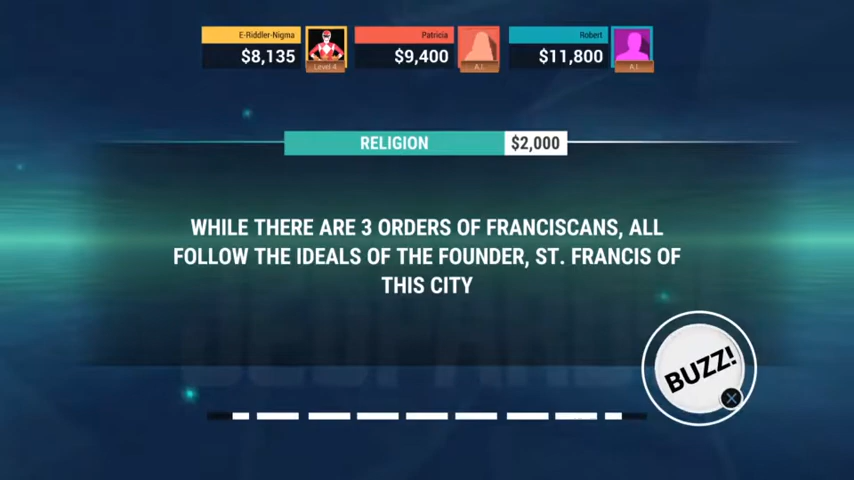 E-Riddler-Nigma
$8,135
Level 4
Patricia
$9,400
A.I.
Robert
$11,800
A.I.
RELIGION $2,000
WHILE THERE ARE 3 ORDERS OF FRANCISCANS, ALL
FOLLOW THE IDEALS OF THE FOUNDER, ST. FRANCIS OF
THIS CITY
JEOPARDY
BUZZ!